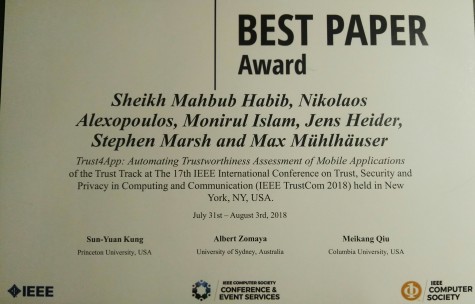 BEST PAPER
Award
Sheikh Mahbub Habib, Nikolaos
Alexopoulos, Monirul Islam, Jens Heider,
Stephen Marsh and Max Mühlhäuser
Trust4App: Automating Trustworthiness Assessment of Mobile Applications
of the Trust Track at The 17th IEEE International Conference on Trust, Security and
Privacy in Computing and Communication (IEEE TrustCom 2018) held in New
York, NY, USA.
July 31st – August 3rd, 2018
Sun-Yuan Kung
Princeton University, USA
Albert Zomaya
University of Sydney, Australia
Meikang Qiu
Columbia University, USA
IEEE
IEEE COMPUTER SOCIETY
CONFERENCE &
EVENT SERVICES
IEEE
COMPUTER
SOCIETY